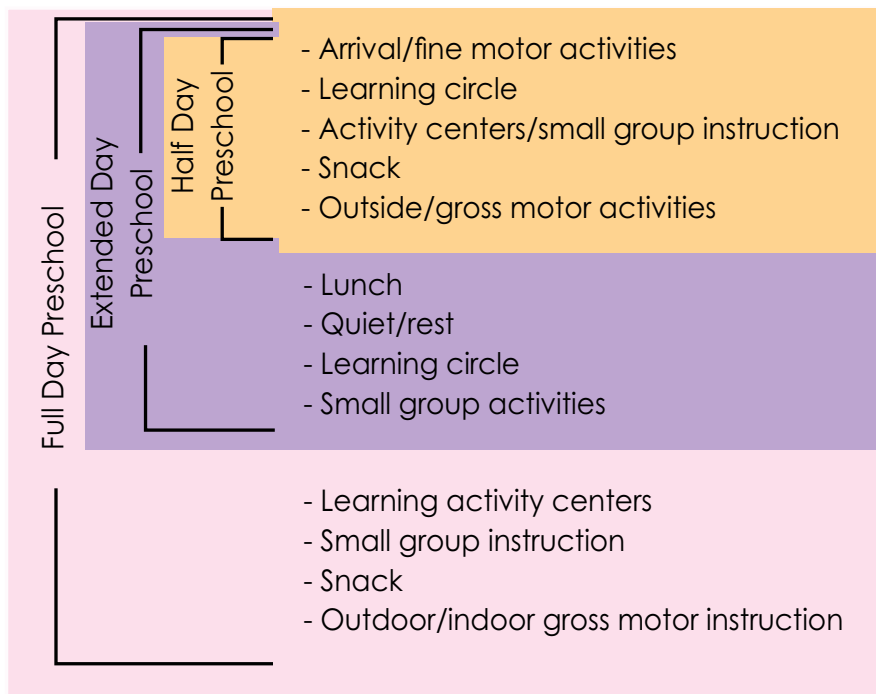 Full Day Preschool
Extended Day
Preschool
Half Day
Preschool
- Arrival/fine motor activities
- Learning circle
- Activity centers/small group instruction
- Snack
- Outside/gross motor activities
- Lunch
- Quiet/rest
- Learning circle
- Small group activities
- Learning activity centers
- Small group instruction
- Snack
- Outdoor/indoor gross motor instruction